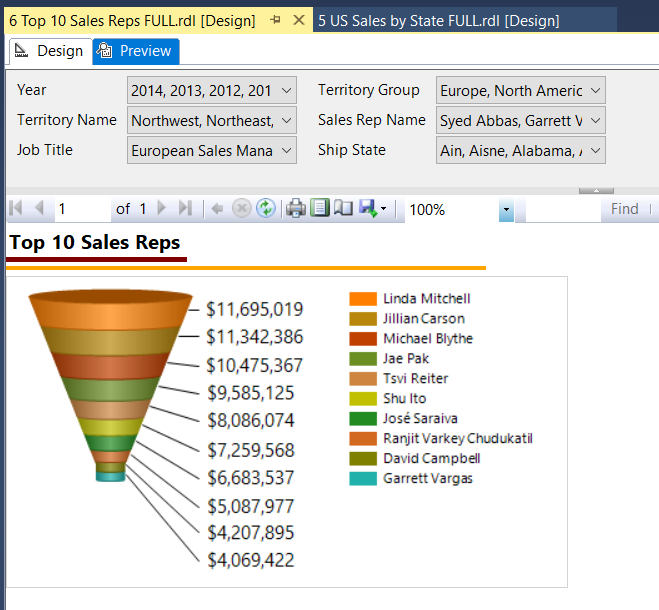 6 Top 10 Sales Reps FULL.rdl [Design]
5 US Sales by State FULL.rdl [Design]
Design
Preview
Year
2014, 2013, 2012, 201
Territory Group
Europe, North Americ
Territory Name
Northwest, Northeast,
Sales Rep Name
Syed Abbas, Garrett V
Job Title
European Sales Mana
Ship State
Ain, Aisne, Alabama, A
1 of 1
100%
Find
Top 10 Sales Reps
$11,695,019
$11,342,386
$10,475,367
$9,585,125
$8,086,074
$7,259,568
$6,683,537
$5,087,977
$4,207,895
$4,069,422
Linda Mitchell
Jillian Carson
Michael Blythe
Jae Pak
Tsvi Reiter
Shu Ito
José Saraiva
Ranjit Varkey Chudukatil
David Campbell
Garrett Vargas